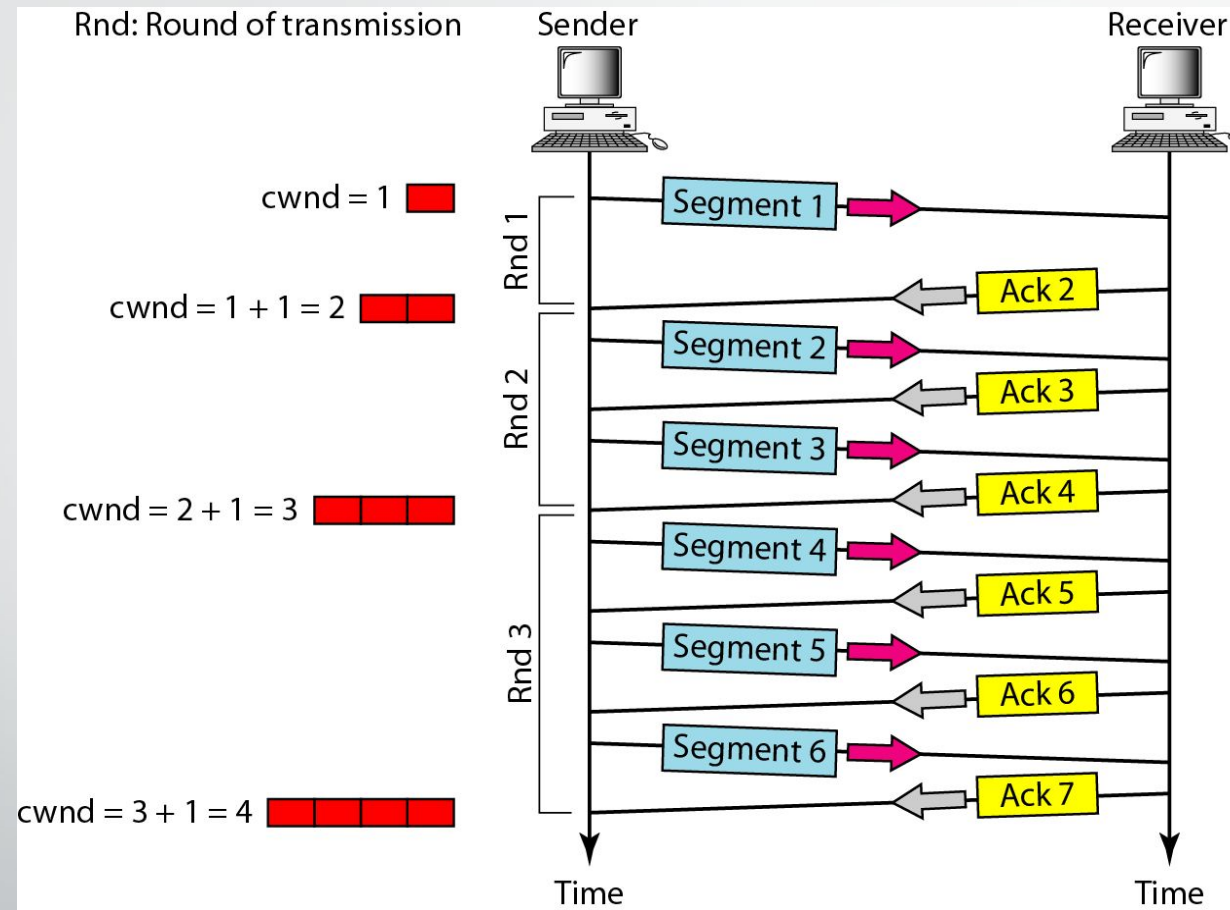 Rnd: Round of transmission
Sender
Receiver
cwnd = 1
Rnd 1
Segment 1
Ack 2
cwnd = 1 + 1 = 2
Rnd 2
Segment 2
Ack 3
Segment 3
Ack 4
cwnd = 2 + 1 = 3
Rnd 3
Segment 4
Ack 5
Segment 5
Ack 6
Segment 6
Ack 7
cwnd = 3 + 1 = 4
Time
Time